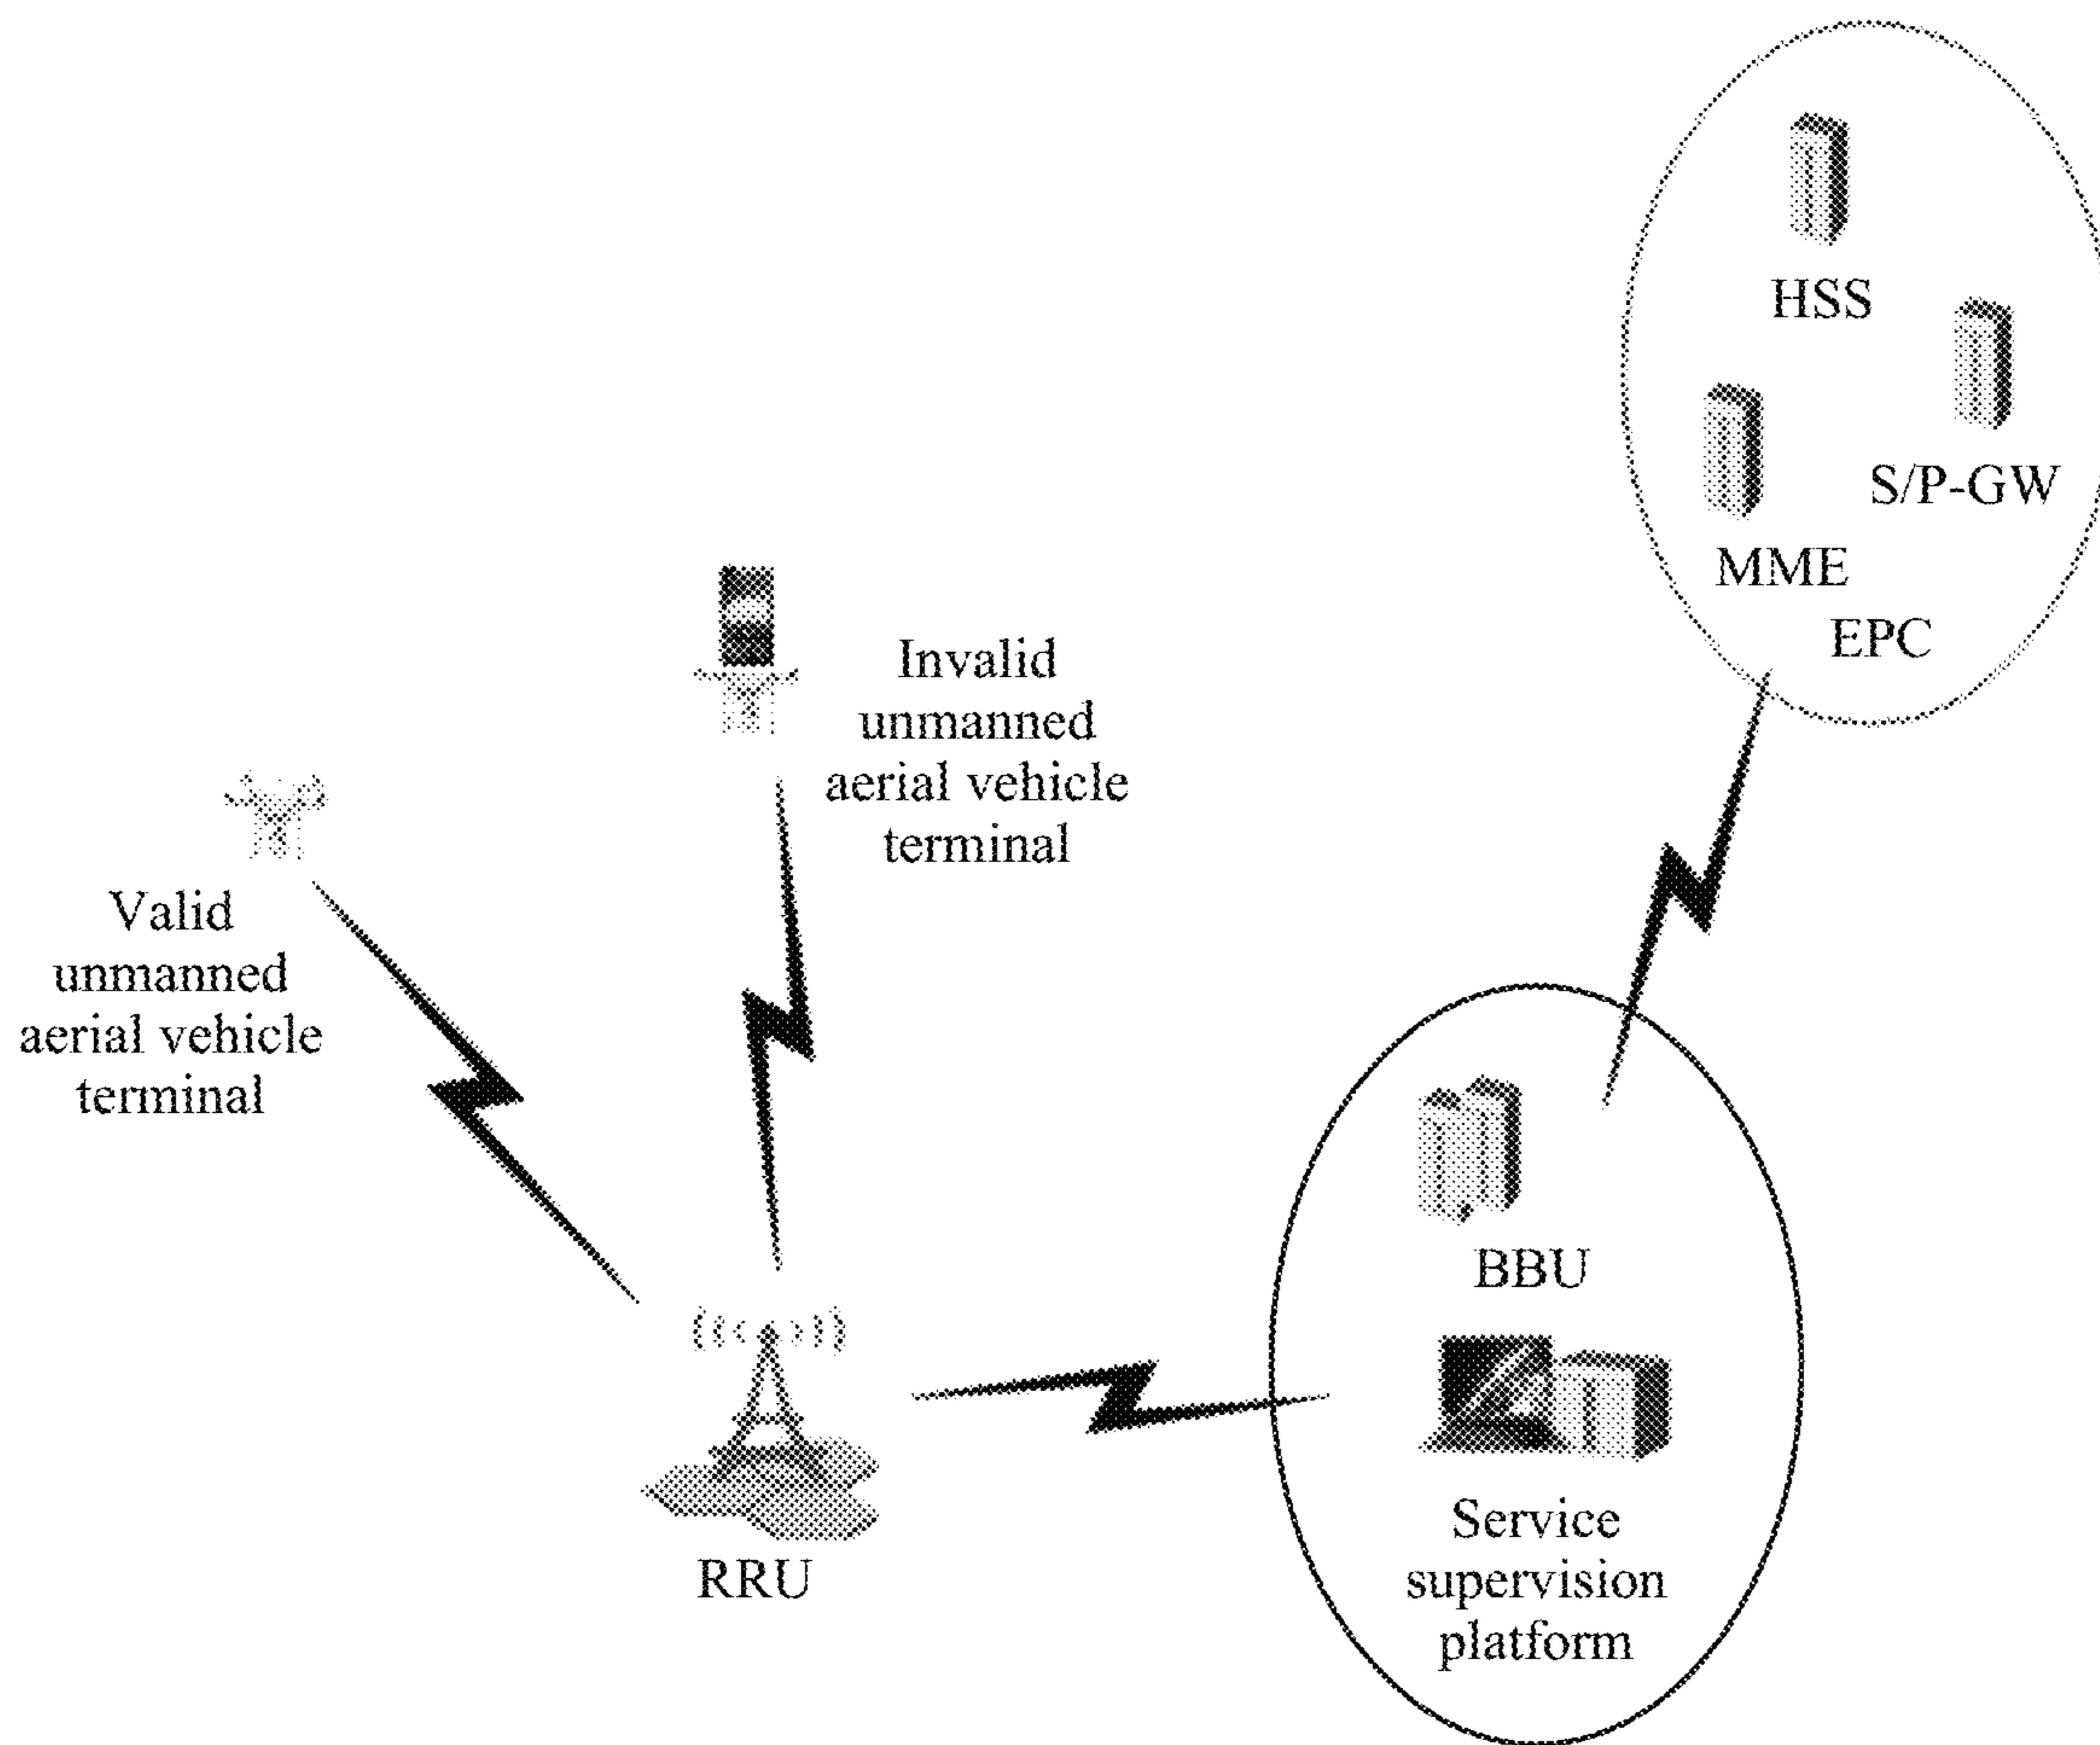 HSS
S/P-GW
MME
EPC
Invalid
unmanned
aerial vehicle
terminal
Valid
unmanned
aerial vehicle
terminal
BBU
Service
supervision
platform
RRU